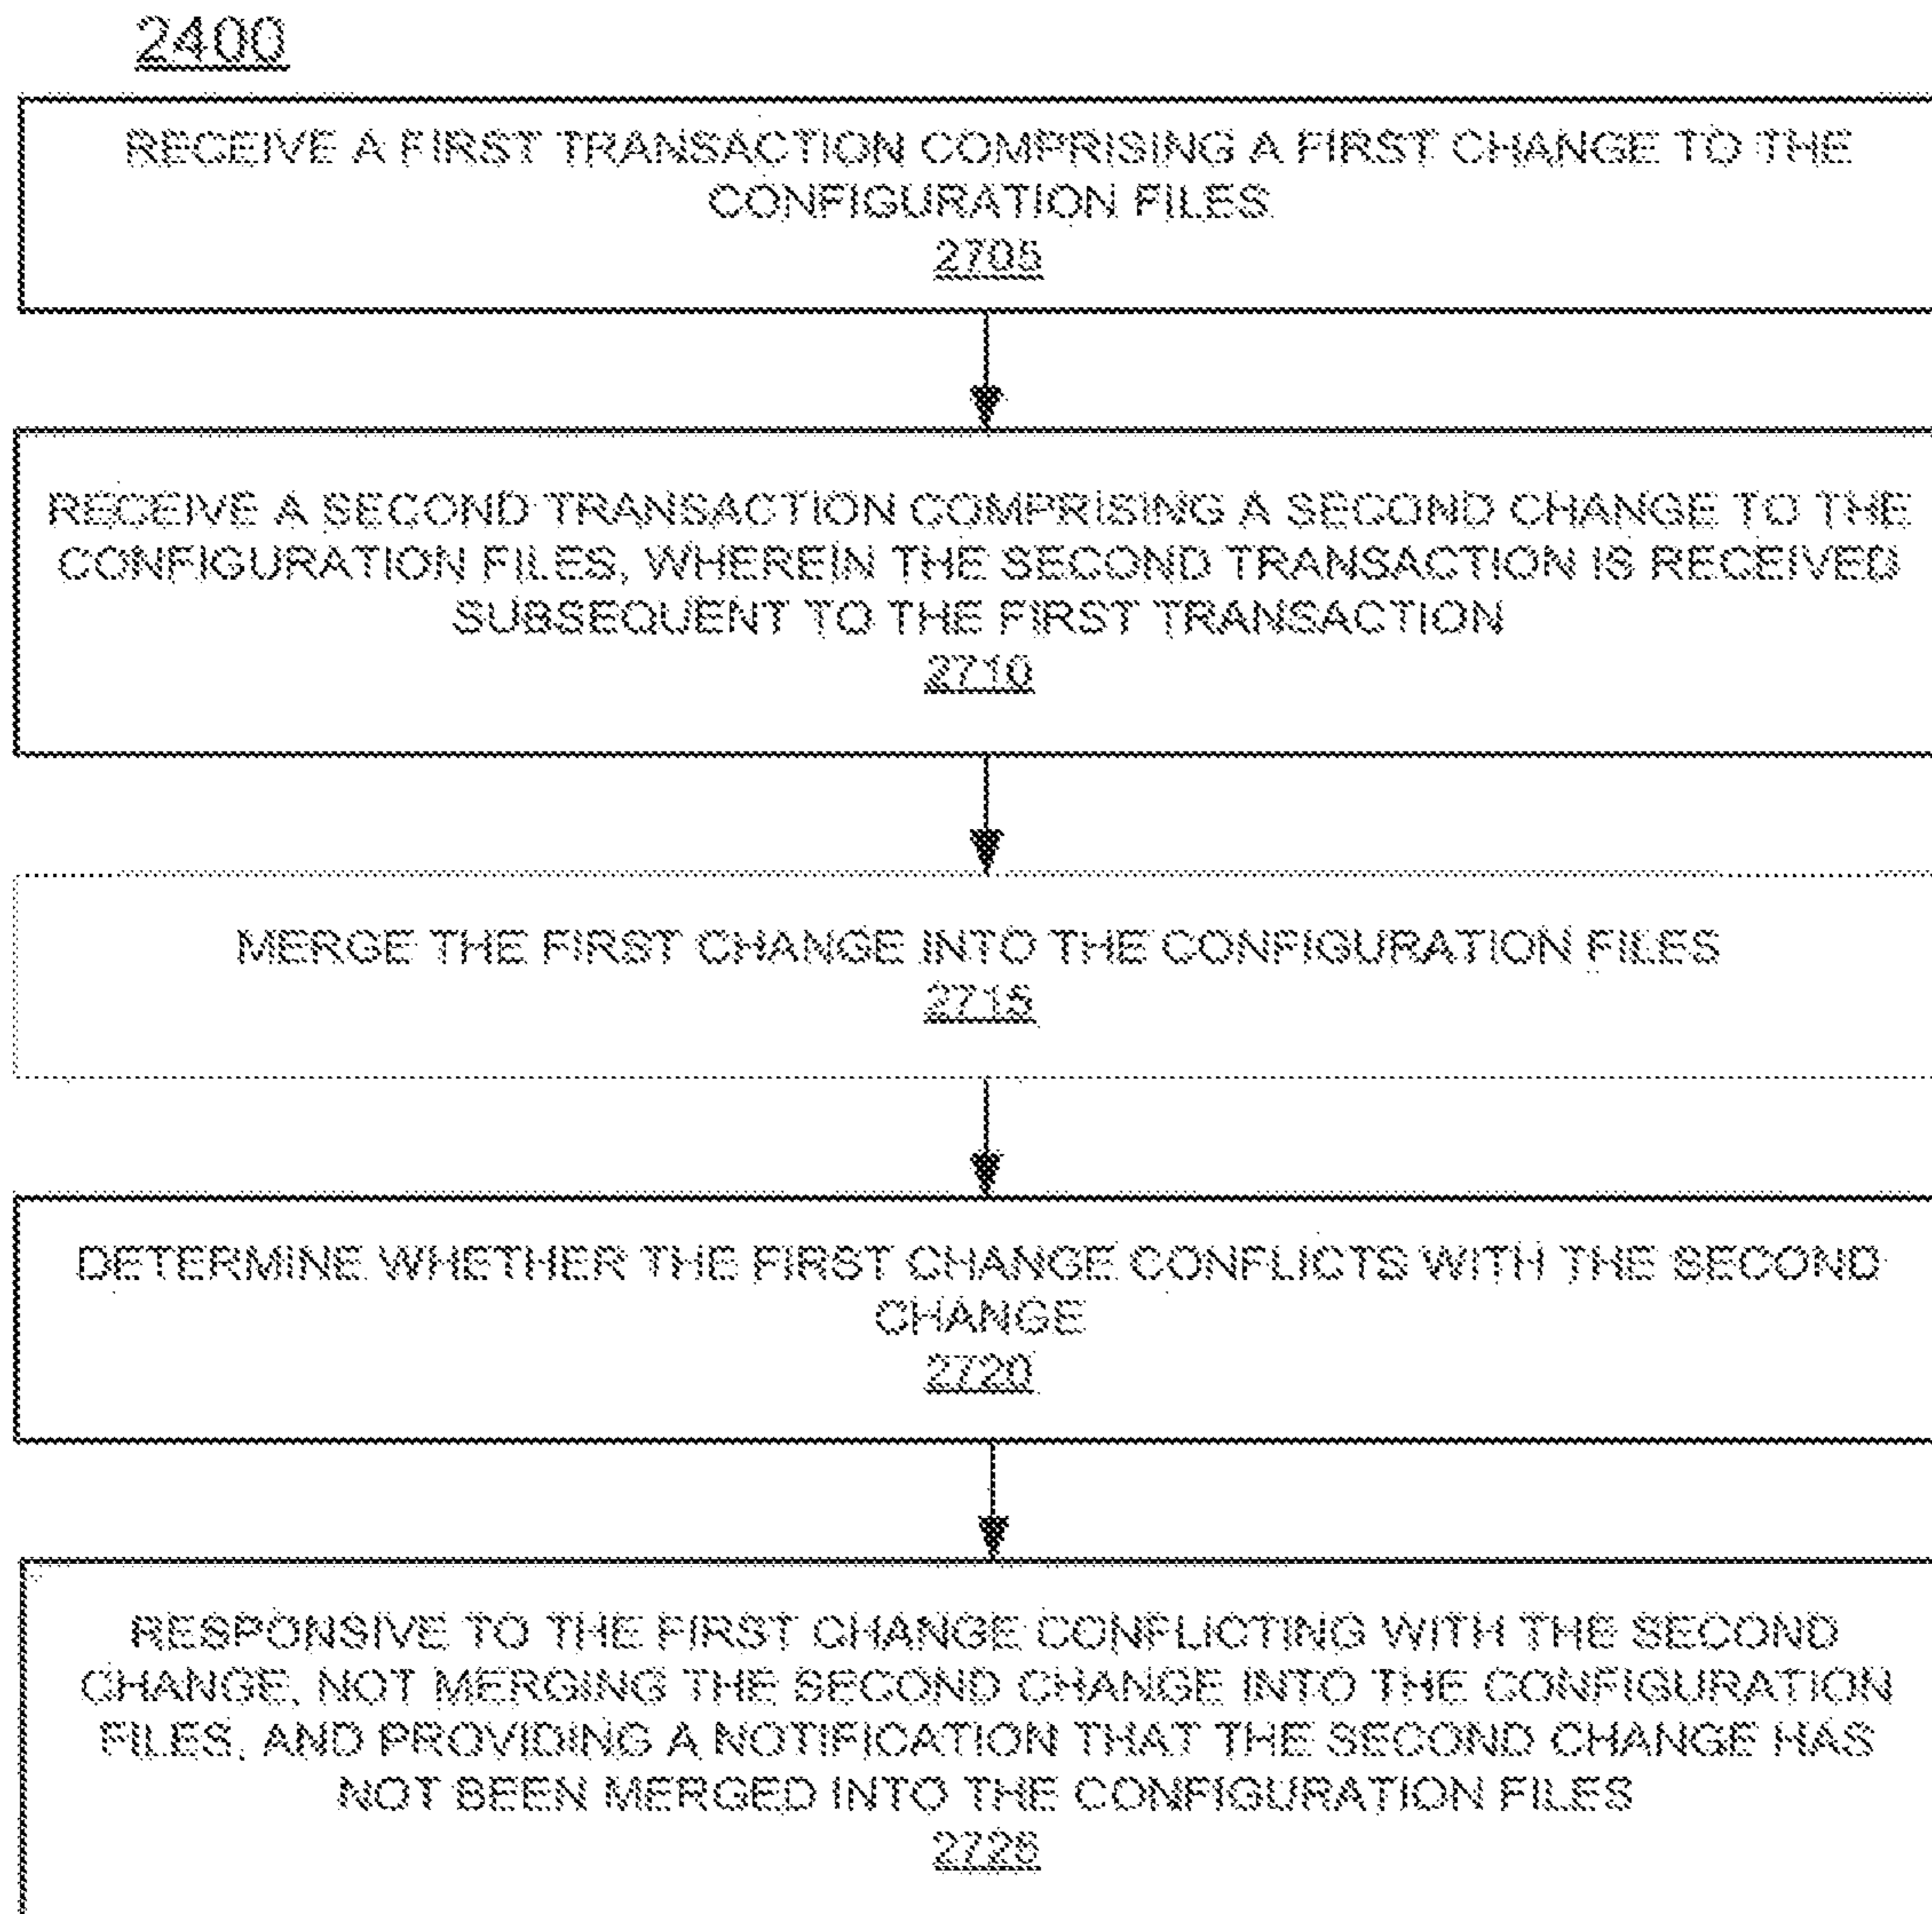 2400
RECEIVE A FIRST TRANSACTION COMPRISING A FIRST CHANGE TO THE
CONFIGURATION FILES
2705
RECEIVE A SECOND TRANSACTION COMPRISING A SECOND CHANGE TO THE
CONFIGURATION FILES, WHEREIN THE SECOND TRANSACTION IS RECEIVED
SUBSEQUENT TO THE FIRST TRANSACTION
2710
MERGE THE FIRST CHANGE INTO THE CONFIGURATION FILES
2715
DETERMINE WHETHER THE FIRST CHANGE CONFLICTS WITH THE SECOND
CHANGE
2720
RESPONSIVE TO THE FIRST CHANGE CONFLICTING WITH THE SECOND
CHANGE, NOT MERGING THE SECOND CHANGE INTO THE CONFIGURATION
FILES, AND PROVIDING A NOTIFICATION THAT THE SECOND CHANGE HAS
NOT BEEN MERGED INTO THE CONFIGURATION FILES
2725